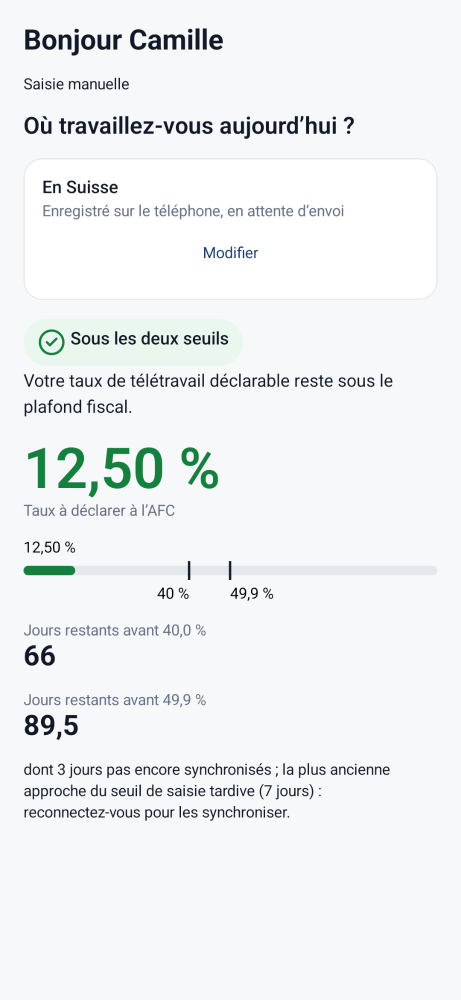 Bonjour Camille
Saisie manuelle
Où travaillez-vous aujourd’hui ?
En Suisse
Enregistré sur le téléphone, en attente d’envoi
Modifier
Sous les deux seuils
Votre taux de télétravail déclarable reste sous le
plafond fiscal.
12,50 %
Taux à déclarer à l’AFC
12,50 %
40 %
49,9 %
Jours restants avant 40,0 %
66
Jours restants avant 49,9 %
89,5
dont 3 jours pas encore synchronisés ; la plus ancienne
approche du seuil de saisie tardive (7 jours) :
reconnectez-vous pour les synchroniser.